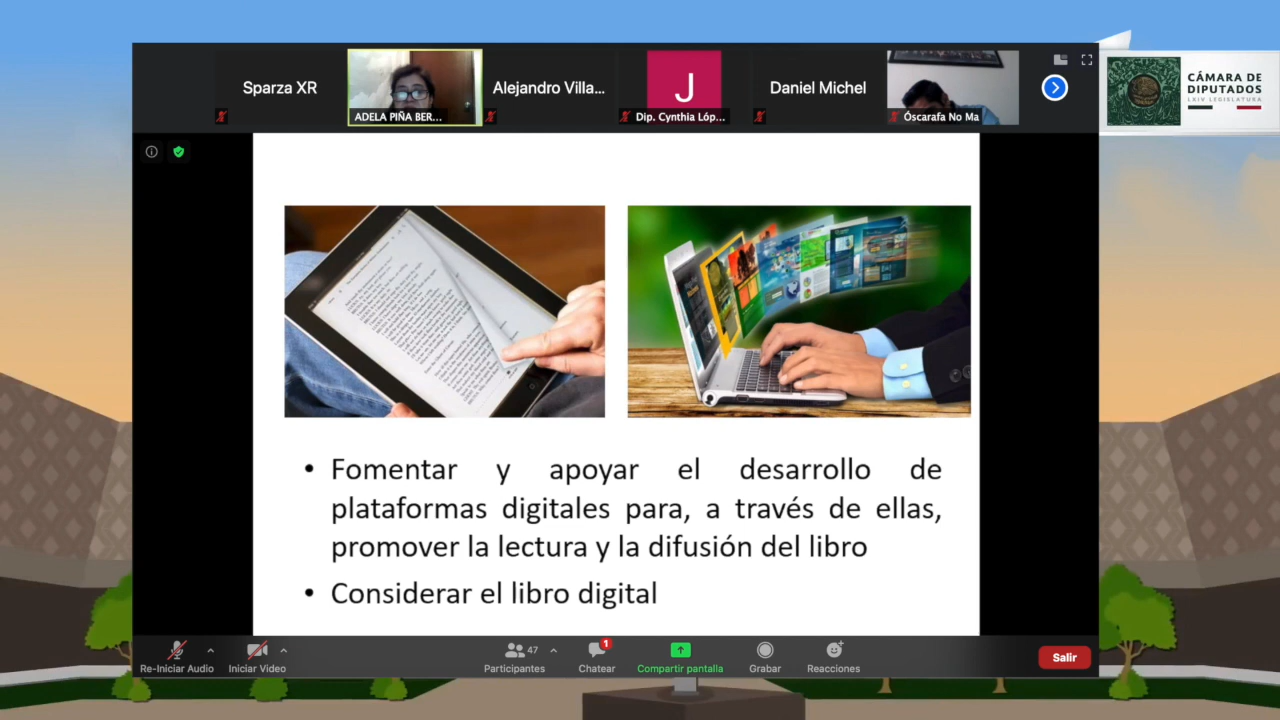 Sparza XR
ADELA PIÑA BER...
Alejandro Villa...
J
Dip. Cynthia Lóp...
Daniel Michel
Óscarafa No Ma
CÁMARA DE
DIPUTADOS
LXIV LEGISLATURA
• Fomentar y apoyar el desarrollo de
plataformas digitales para, a través de ellas,
promover la lectura y la difusión del libro
• Considerar el libro digital
Re-Iniciar Audio
Iniciar Video
47
Participantes
1
Chatear
Compartir pantalla
Grabar
Reacciones
Salir